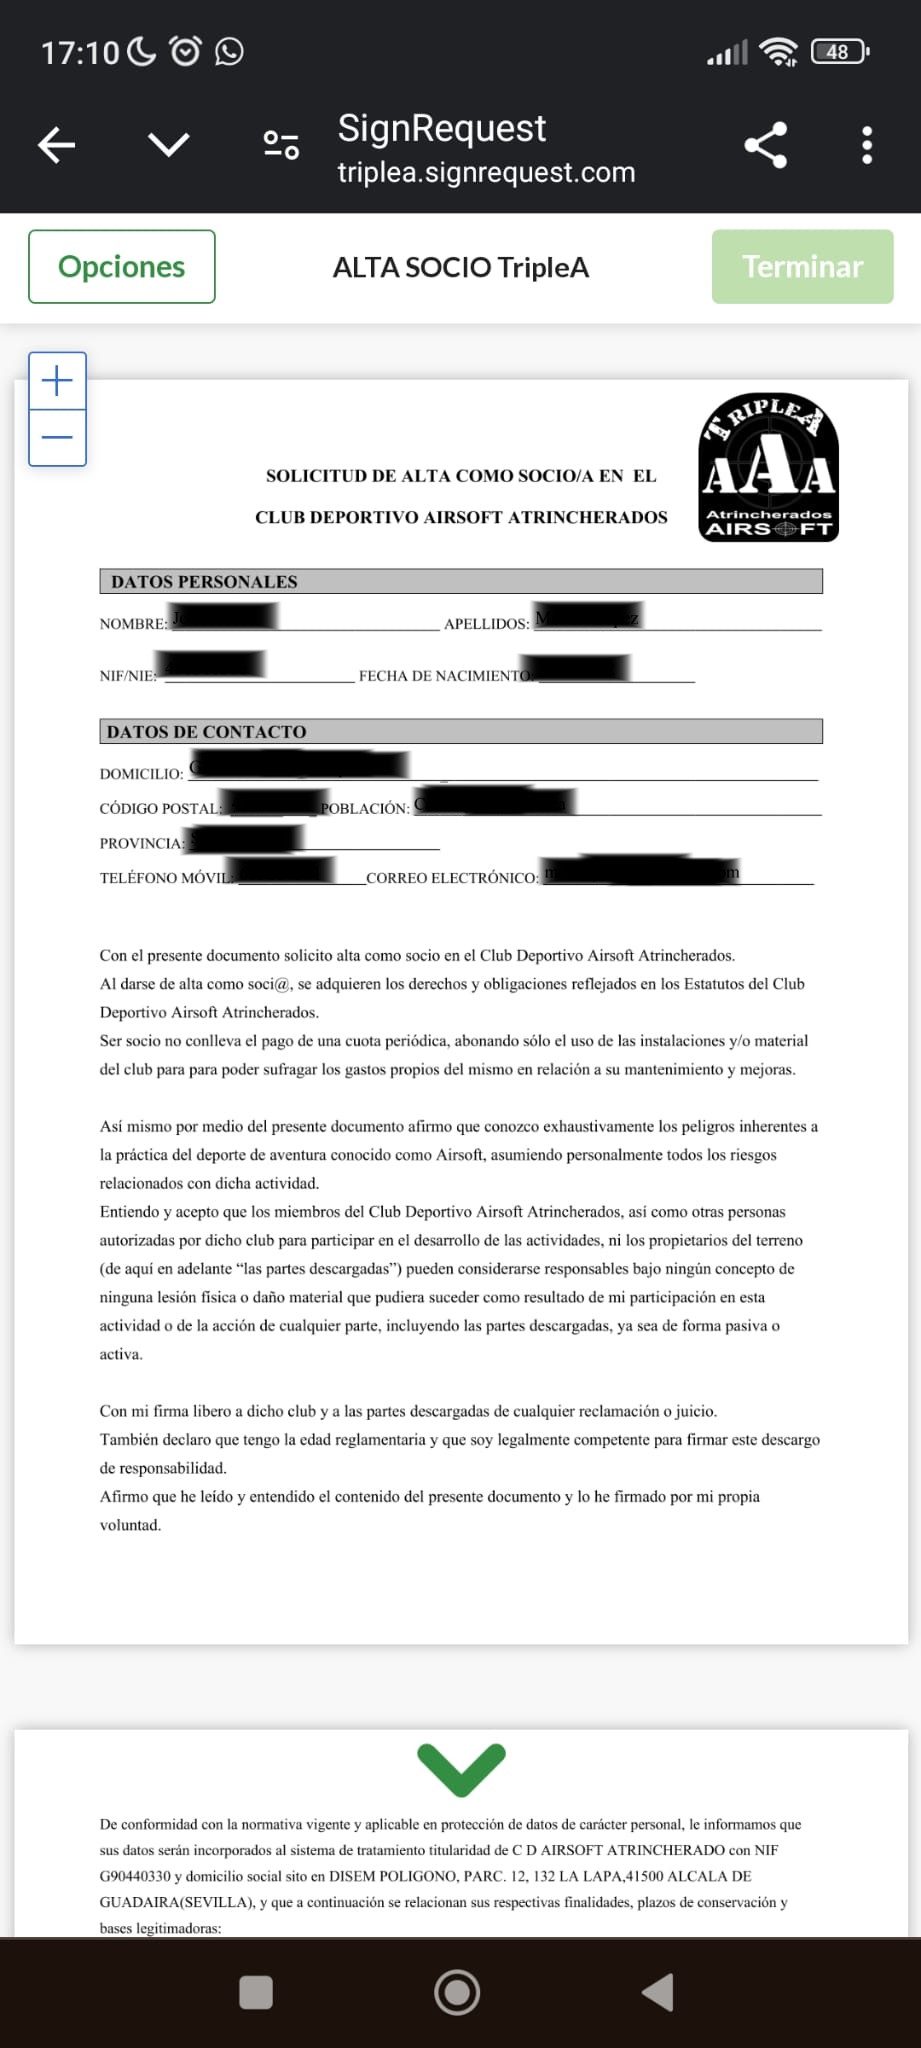 17:10
48
SignRequest
triplea.signrequest.com
Opciones
ALTA SOCIO TripleA
Terminar
TRIPLEA
AAA
Atrincherados
AIRSOFT
SOLICITUD DE ALTA COMO SOCIO/A EN EL
CLUB DEPORTIVO AIRSOFT ATRINCHERADOS
DATOS PERSONALES
NOMBRE: APELLIDOS:
NIF/NIE: FECHA DE NACIMIENTO:
DATOS DE CONTACTO
DOMICILIO:
CÓDIGO POSTAL: POBLACIÓN:
PROVINCIA:
TELÉFONO MÓVIL: CORREO ELECTRÓNICO:
Con el presente documento solicito alta como socio en el Club Deportivo Airsoft Atrincherados.
Al darse de alta como soci@, se adquieren los derechos y obligaciones reflejados en los Estatutos del Club
Deportivo Airsoft Atrincherados.
Ser socio no conlleva el pago de una cuota periódica, abonando sólo el uso de las instalaciones y/o material
del club para para poder sufragar los gastos propios del mismo en relación a su mantenimiento y mejoras.
Así mismo por medio del presente documento afirmo que conozco exhaustivamente los peligros inherentes a
la práctica del deporte de aventura conocido como Airsoft, asumiendo personalmente todos los riesgos
relacionados con dicha actividad.
Entiendo y acepto que los miembros del Club Deportivo Airsoft Atrincherados, así como otras personas
autorizadas por dicho club para participar en el desarrollo de las actividades, ni los propietarios del terreno
(de aquí en adelante “las partes descargadas”) pueden considerarse responsables bajo ningún concepto de
ninguna lesión física o daño material que pudiera suceder como resultado de mi participación en esta
actividad o de la acción de cualquier parte, incluyendo las partes descargadas, ya sea de forma pasiva o
activa.
Con mi firma libero a dicho club y a las partes descargadas de cualquier reclamación o juicio.
También declaro que tengo la edad reglamentaria y que soy legalmente competente para firmar este descargo
de responsabilidad.
Afirmo que he leído y entendido el contenido del presente documento y lo he firmado por mi propia
voluntad.
De conformidad con la normativa vigente y aplicable en protección de datos de carácter personal, le informamos que
sus datos serán incorporados al sistema de tratamiento titularidad de C D AIRSOFT ATRINCHERADO con NIF
G90440330 y domicilio social sito en DISEM POLIGONO, PARC. 12, 132 LA LAPA,41500 ALCALA DE
GUADAIRA(SEVILLA), y que a continuación se relacionan sus respectivas finalidades, plazos de conservación y
bases legitimadoras: